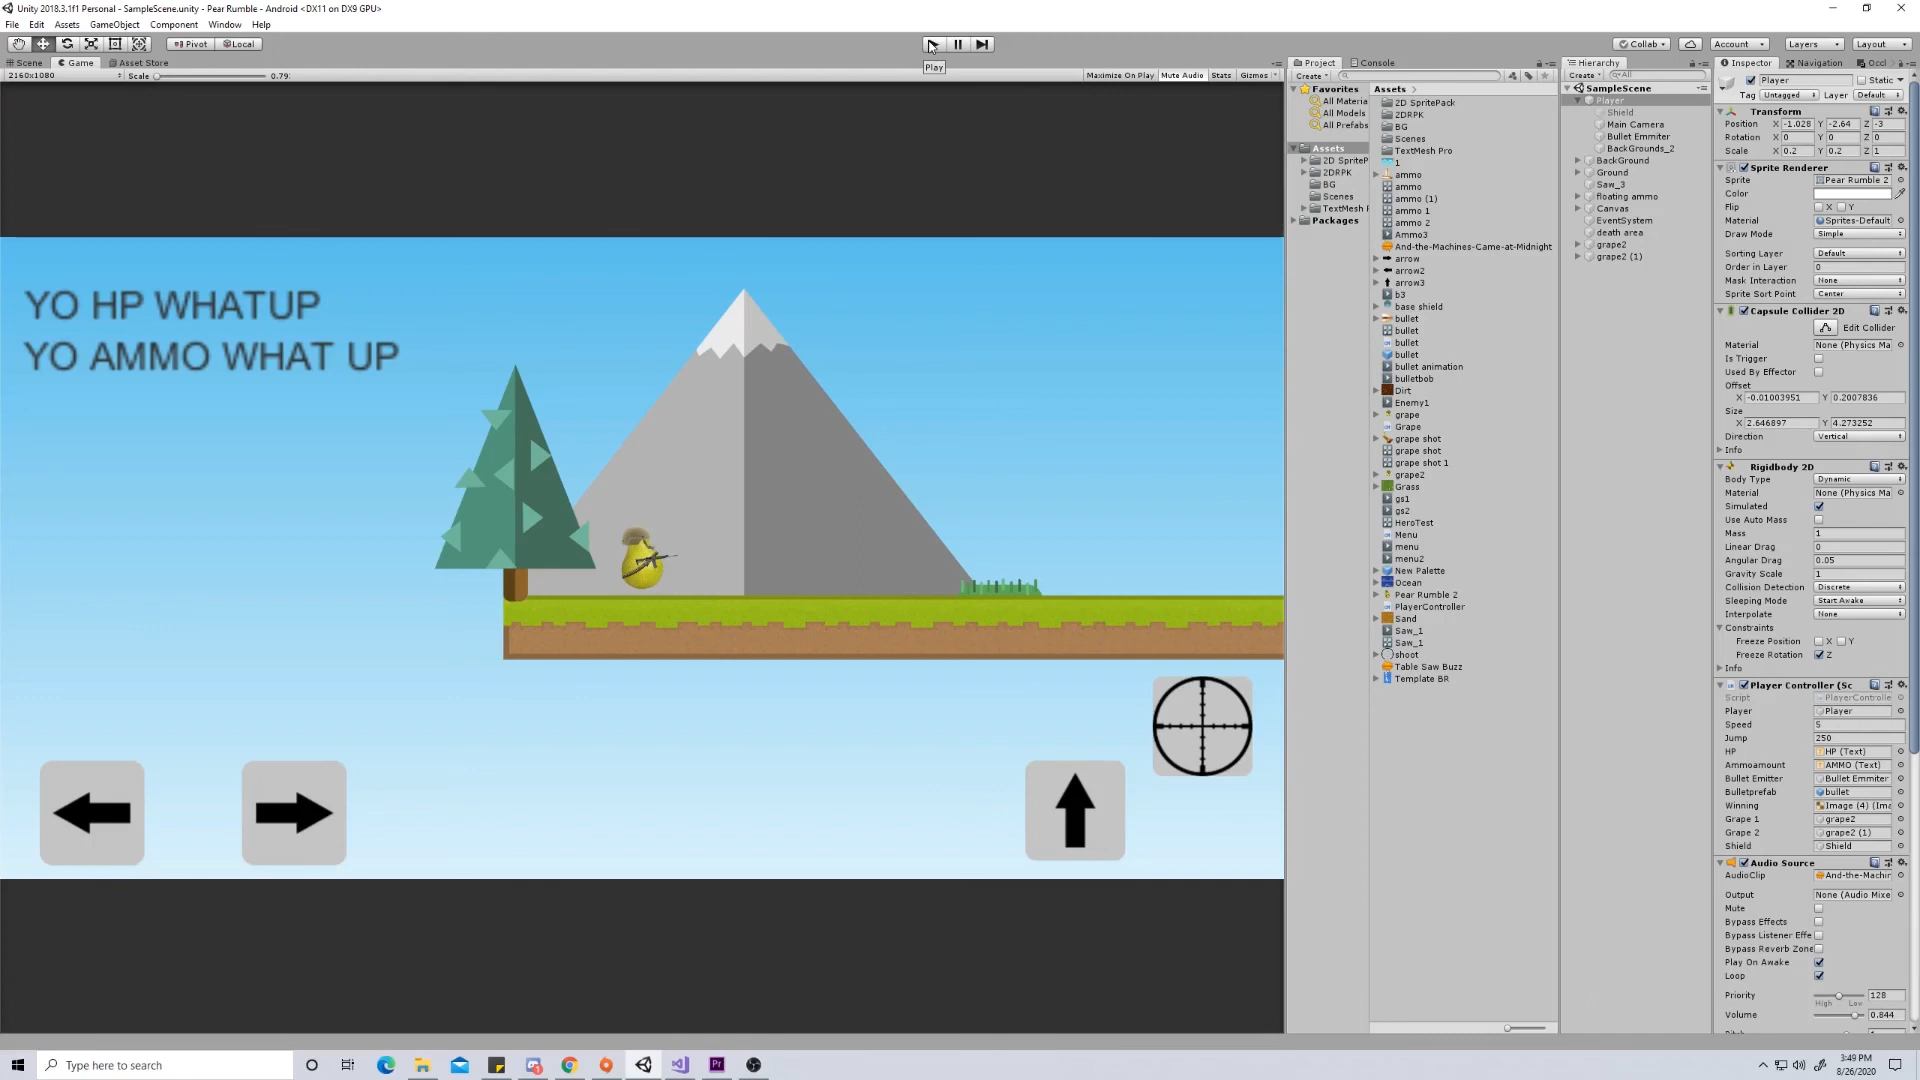 Unity 2018.3.1f1 Personal - SampleScene.unity - Pear Rumble - Android <DX11 on DX9 GPU>
File Edit Assets GameObject Component Window Help
Pivot Local
Collab Account Layers Layout
Play
Scene Game Asset Store
2160x1080 Scale 0.79
Maximize On Play Mute Audio Stats Gizmos
YO HP WHATUP
YO AMMO WHAT UP
Project Console
Create
Favorites
All Materia
All Models
All Prefabs
Assets
2D SpriteP
2DRPK
BG
Scenes
TextMesh F
Packages
Assets >
2D SpritePack
2DRPK
BG
Scenes
TextMesh Pro
1
ammo
ammo
ammo (1)
ammo 1
ammo 2
Ammo3
And-the-Machines-Came-at-Midnight
arrow
arrow2
arrow3
b3
base shield
bullet
bullet
bullet
bullet
bullet animation
bulletbob
Dirt
Enemy1
grape
Grape
grape shot
grape shot
grape shot 1
grape2
Grass
gs1
gs2
HeroTest
Menu
menu
menu2
New Palette
Ocean
Pear Rumble 2
PlayerController
Sand
Saw_1
Saw_1
shoot
Table Saw Buzz
Template BR
Hierarchy
Create All
SampleScene
Player
Shield
Main Camera
Bullet Emmiter
BackGrounds_2
BackGround
Ground
Saw_3
floating ammo
Canvas
EventSystem
death area
grape2
grape2 (1)
Inspector Navigation Occl
Player Static
Tag Untagged Layer Default
Transform
Position X -1.028 Y -2.64 Z -3
Rotation X 0 Y 0 Z 0
Scale X 0.2 Y 0.2 Z 1
Sprite Renderer
Sprite Pear Rumble 2
Color
Flip X Y
Material Sprites-Default
Draw Mode Simple
Sorting Layer Default
Order in Layer 0
Mask Interaction None
Sprite Sort Point Center
Capsule Collider 2D
Edit Collider
Material None (Physics Ma
Is Trigger
Used By Effector
Offset
X -0.01003951 Y 0.2007836
Size
X 2.646897 Y 4.273252
Direction Vertical
Info
Rigidbody 2D
Body Type Dynamic
Material None (Physics Ma
Simulated
Use Auto Mass
Mass 1
Linear Drag 0
Angular Drag 0.05
Gravity Scale 1
Collision Detection Discrete
Sleeping Mode Start Awake
Interpolate None
Constraints
Freeze Position X Y
Freeze Rotation Z
Info
Player Controller (Sc
Script PlayerControlle
Player Player
Speed 5
Jump 250
HP HP (Text)
Ammoamount AMMO (Text)
Bullet Emitter Bullet Emmiter
Bulletprefab bullet
Winning Image (4) (Ima
Grape 1 grape2
Grape 2 grape2 (1)
Shield Shield
Audio Source
AudioClip And-the-Machin
Output None (Audio Mixe
Mute
Bypass Effects
Bypass Listener Effe
Bypass Reverb Zone
Play On Awake
Loop
Priority 128
High Low
Volume 0.844
Type here to search
3:49 PM
8/26/2020